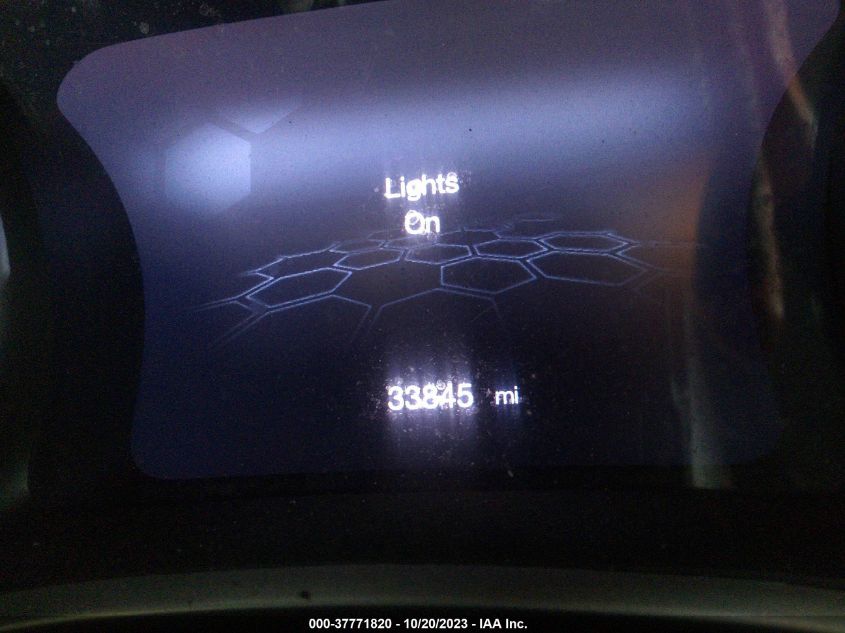 Lights
On
33845 mi
000-37771820 - 10/20/2023 - IAA Inc.